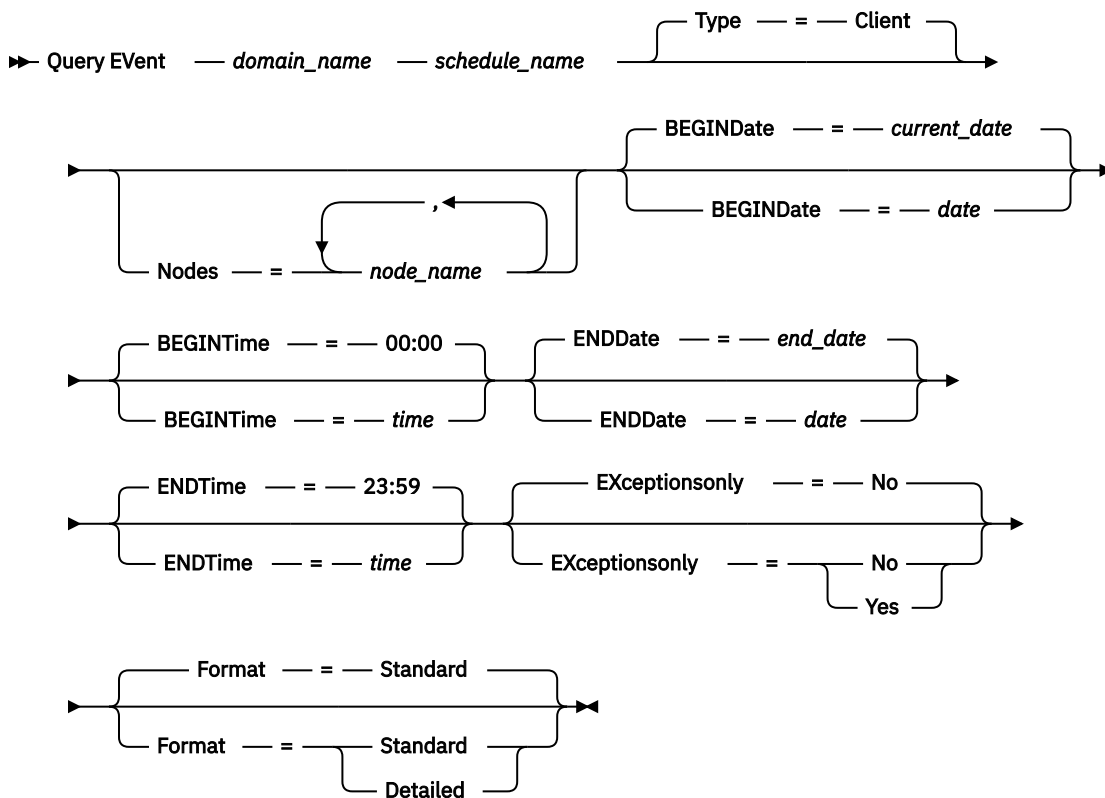 Type = Client
Query EVent domain_name schedule_name
BEGINDate = current_date
BEGINDate = date
,
Nodes = node_name
BEGINTime = 00:00
BEGINTime = time
ENDDate = end_date
ENDDate = date
ENDTime = 23:59
ENDTime = time
EXceptionsonly = No
EXceptionsonly = No
Yes
Format = Standard
Format = Standard
Detailed